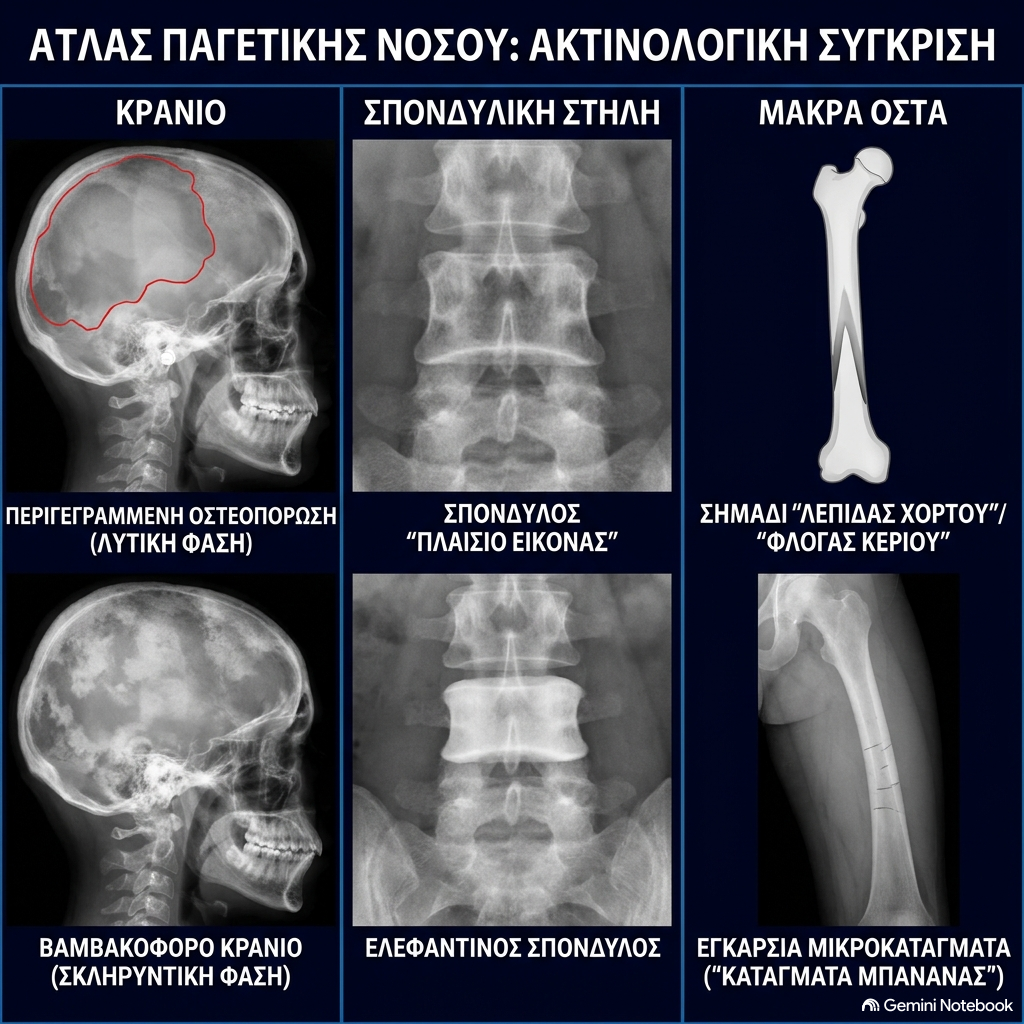 ΑΤΛΑΣ ΠΑΓΕΤΙΚΗΣ ΝΟΣΟΥ: ΑΚΤΙΝΟΛΟΓΙΚΗ ΣΥΓΚΡΙΣΗ
ΚΡΑΝΙΟ
ΠΕΡΙΓΕΓΡΑΜΜΕΝΗ ΟΣΤΕΟΠΟΡΩΣΗ
(ΛΥΤΙΚΗ ΦΑΣΗ)
ΒΑΜΒΑΚΟΦΟΡΟ ΚΡΑΝΙΟ
(ΣΚΛΗΡΥΝΤΙΚΗ ΦΑΣΗ)
ΣΠΟΝΔΥΛΙΚΗ ΣΤΗΛΗ
ΣΠΟΝΔΥΛΟΣ
“ΠΛΑΙΣΙΟ ΕΙΚΟΝΑΣ”
ΕΛΕΦΑΝΤΙΝΟΣ ΣΠΟΝΔΥΛΟΣ
ΜΑΚΡΑ ΟΣΤΑ
ΣΗΜΑΔΙ “ΛΕΠΙΔΑΣ ΧΟΡΤΟΥ”/
“ΦΛΟΓΑΣ ΚΕΡΙΟΥ”
ΕΓΚΑΡΣΙΑ ΜΙΚΡΟΚΑΤΑΓΜΑΤΑ
(“ΚΑΤΑΓΜΑΤΑ ΜΠΑΝΑΝΑΣ”)
Gemini Notebook